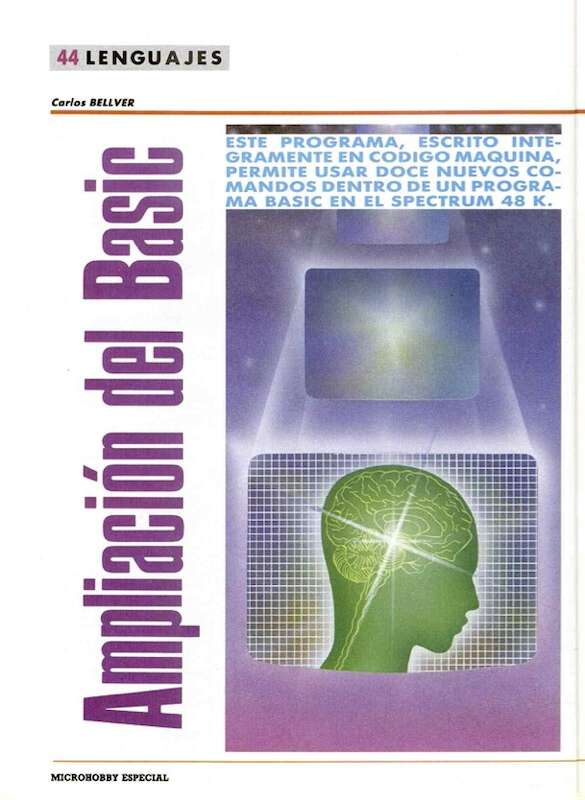 44 LENGUAJES
Carlos BELLVER
Ampliación del Basic
ESTE PROGRAMA, ESCRITO INTE-
GRAMENTE EN CODIGO MAQUINA,
PERMITE USAR DOCE NUEVOS CO-
MANDOS DENTRO DE UN PROGRA-
MA BASIC EN EL SPECTRUM 48 K.
MICROHOBBY ESPECIAL